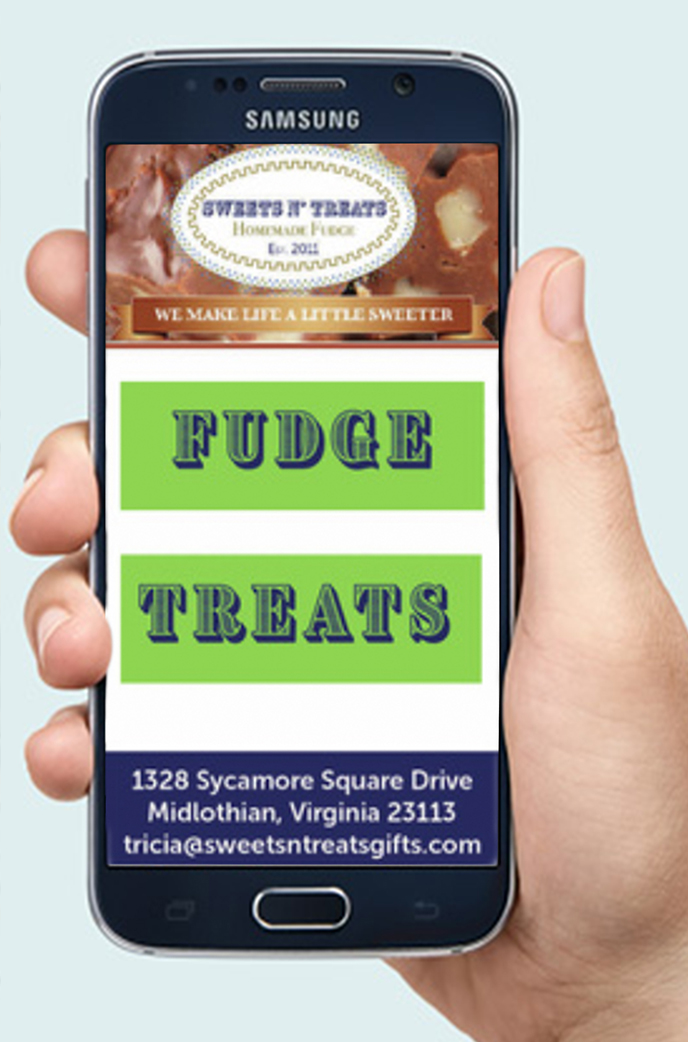 SAMSUNG
SWEETS N' TREATS
HOMEMADE FUDGE
EST. 2011
WE MAKE LIFE A LITTLE SWEETER
FUDGE
TREATS
1328 Sycamore Square Drive
Midlothian, Virginia 23113
tricia@sweetsntreatsgifts.com